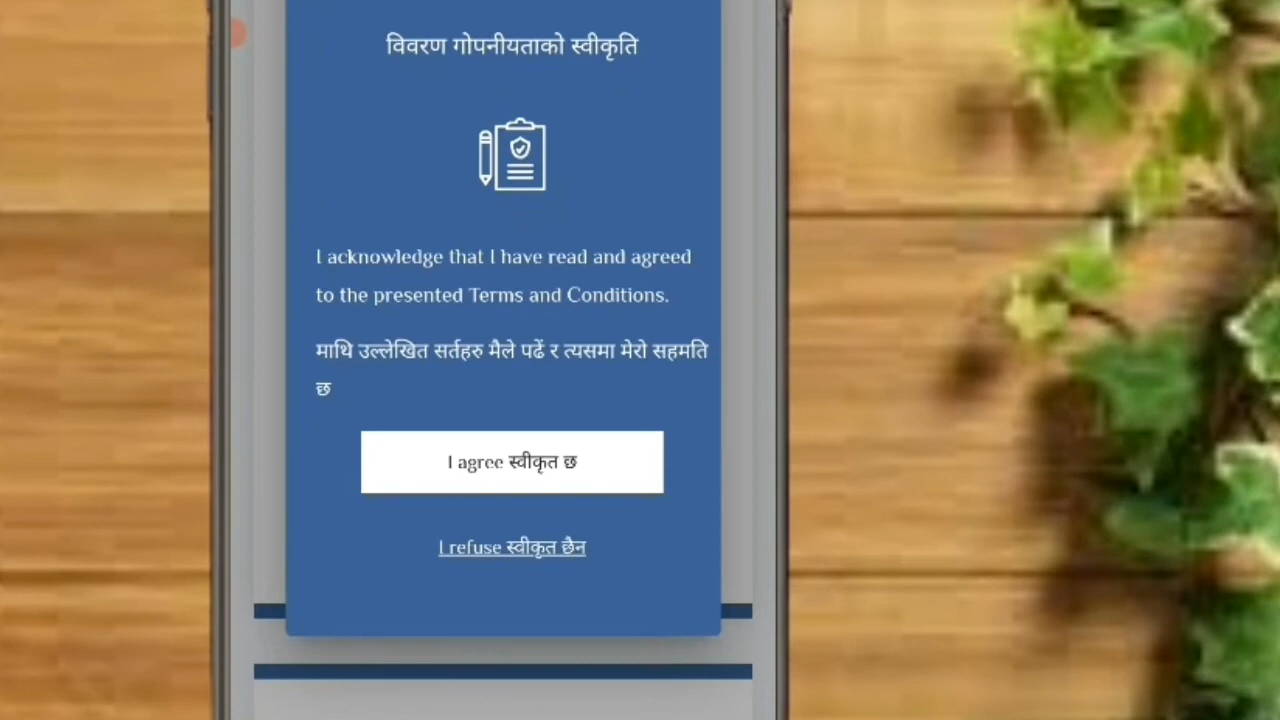 विवरण गोपनीयताको स्वीकृति
I acknowledge that I have read and agreed
to the presented Terms and Conditions.
माथि उल्लेखित सर्तहरु मैले पढें र त्यसमा मेरो सहमति
छ
I agree स्वीकृत छ
I refuse स्वीकृत छैन